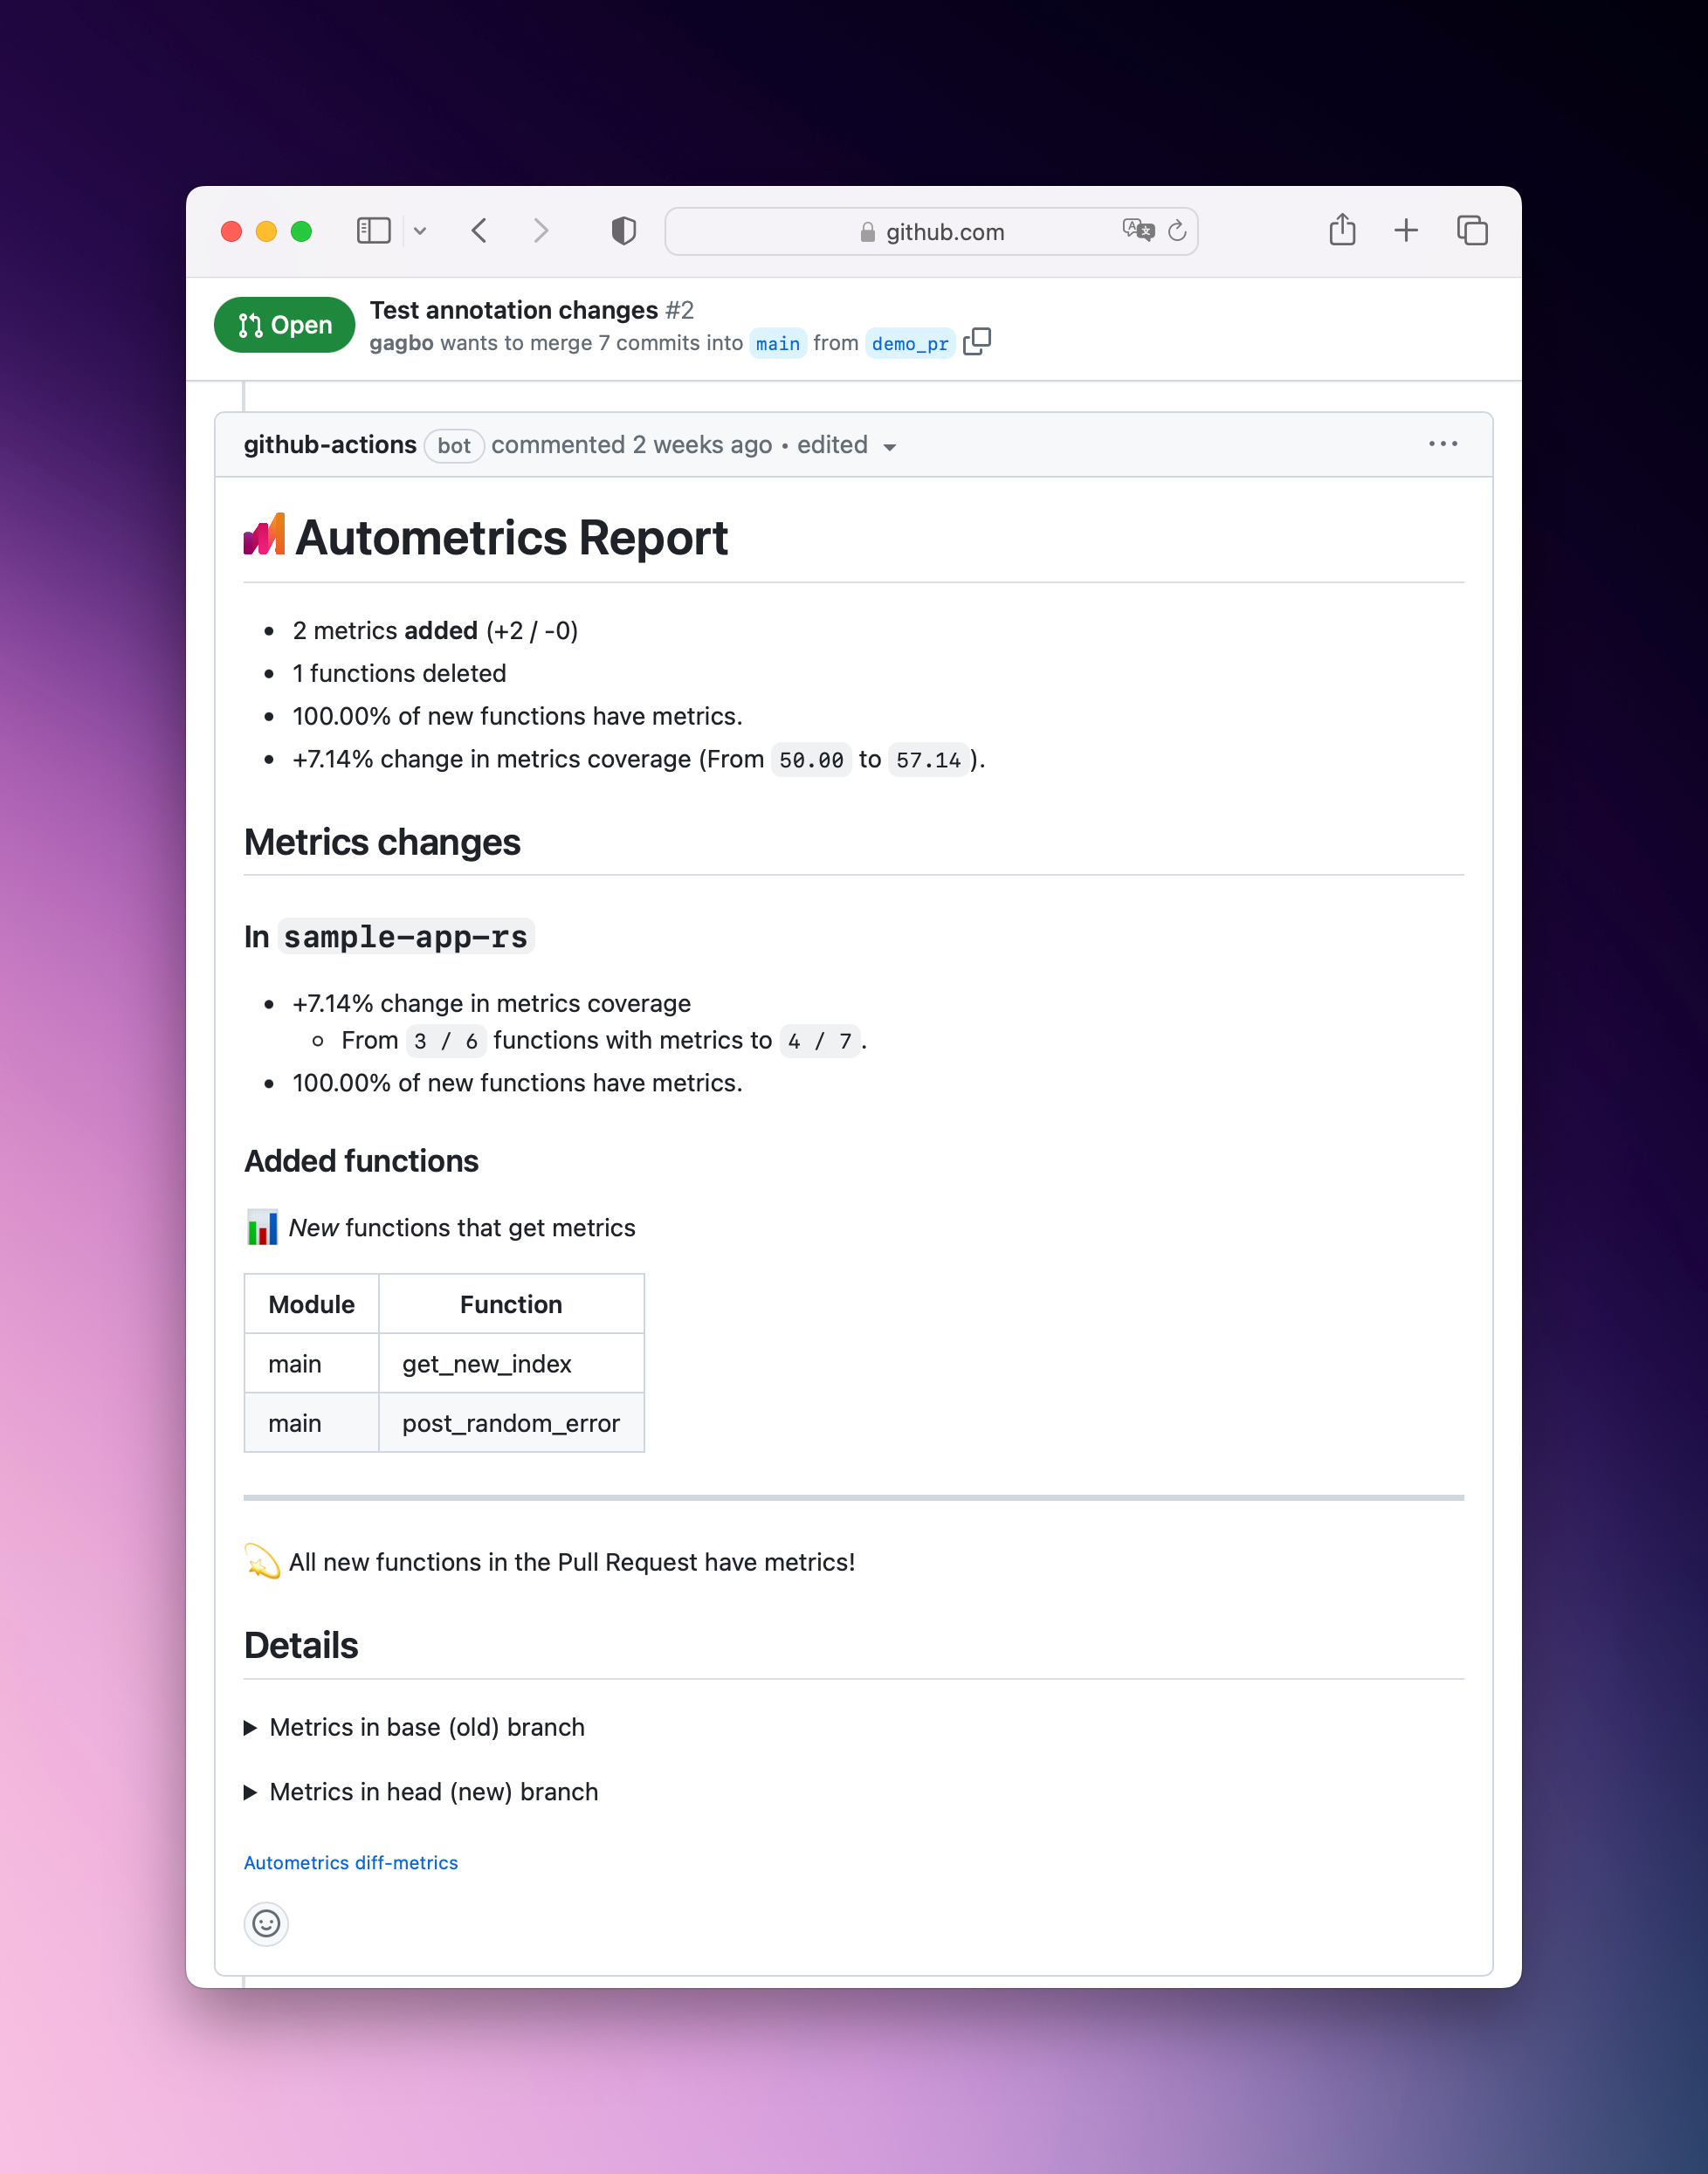 github.com
Open
Test annotation changes #2
gagbo wants to merge 7 commits into main from demo_pr
github-actions bot commented 2 weeks ago • edited
Autometrics Report
• 2 metrics added (+2 / -0)
• 1 functions deleted
• 100.00% of new functions have metrics.
• +7.14% change in metrics coverage (From 50.00 to 57.14).
Metrics changes
In sample-app-rs
• +7.14% change in metrics coverage
◦ From 3 / 6 functions with metrics to 4 / 7.
• 100.00% of new functions have metrics.
Added functions
📊 New functions that get metrics
Module Function
main get_new_index
main post_random_error
💫 All new functions in the Pull Request have metrics!
Details
▶ Metrics in base (old) branch
▶ Metrics in head (new) branch
Autometrics diff-metrics